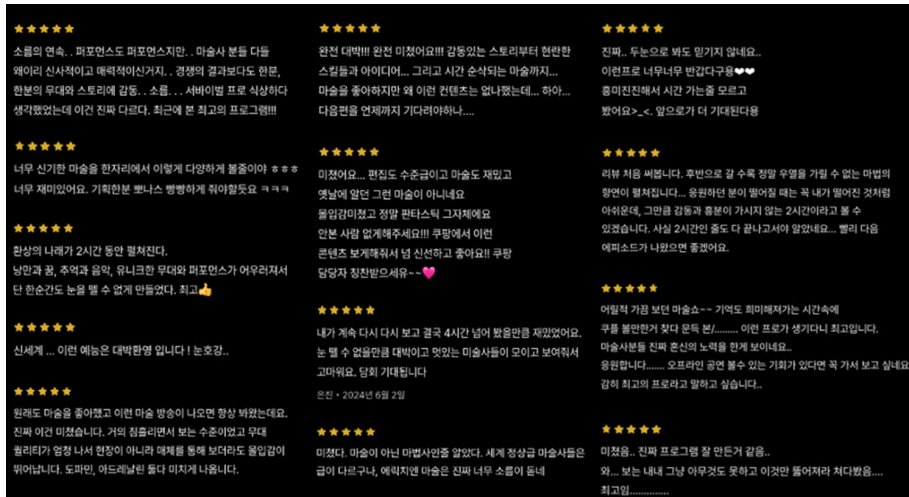 ★★★★★
소름의 연속. . 퍼포먼스도 퍼포먼스지만. . 마술사 분들 다들
왜이리 신사적이고 매력적이신거지. . 경쟁의 결과보다도 한분,
한분의 무대와 스토리에 감동. . 소름. . . 서바이벌 프로 식상하다
생각했었는데 이건 진짜 다르다. 최근에 본 최고의 프로그램!!!
★★★★★
너무 신기한 마술을 한자리에서 이렇게 다양하게 볼줄이야 ㅎㅎㅎ
너무 재미있어요. 기획한분 뽀나스 빵빵하게 줘야할듯요 ㅋㅋㅋ
★★★★★
환상의 나래가 2시간 동안 펼쳐진다.
낭만과 꿈, 추억과 음악, 유니크한 무대와 퍼포먼스가 어우러져서
단 한순간도 눈을 뗄 수 없게 만들었다. 최고👍
★★★★★
신세계 ... 이런 예능은 대박환영 입니다 ! 눈호강..
★★★★★
원래도 마술을 좋아했고 이런 마술 방송이 나오면 항상 봐왔는데요.
진짜 이건 미쳤습니다. 거의 침흘리면서 보는 수준이었고 무대
퀄리티가 엄청 나서 현장이 아니라 매체를 통해 보더라도 몰입감이
뛰어납니다. 도파민, 아드레날린 둘다 미치게 나옵니다.
★★★★★
완전 대박!!! 완전 미쳤어요!!! 감동있는 스토리부터 현란한
스킬들과 아이디어... 그리고 시간 순삭되는 마술까지...
마술을 좋아하지만 왜 이런 컨텐츠는 없나했는데... 하아...
다음편을 언제까지 기다려야하나....
★★★★★
미쳤어요... 편집도 수준급이고 마술도 재밌고
옛날에 알던 그런 마술이 아니네요
몰입감미쳤고 정말 판타스틱 그자체에요
안본 사람 없게해주세요!!! 쿠팡에서 이런
콘텐츠 보게해줘서 넘 신선하고 좋아요!! 쿠팡
담당자 칭찬받으세유~~💗
★★★★★
내가 계속 다시 다시 보고 결국 4시간 넘어 봤을만큼 재밌었어요.
눈 뗄 수 없을만큼 대박이고 멋있는 미술사들이 모이고 보여줘서
고마워요. 담회 기대됩니다
은진 • 2024년 6월 2일
★★★★★
미쳤다. 마술이 아닌 마법사인줄 알았다. 세계 정상급 마술사들은
급이 다르구나, 에릭치엔 마술은 진짜 너무 소름이 돋네
★★★★★
진짜.. 두눈으로 봐도 믿기지 않네요..
이런프로 너무너무 반갑다구용❤❤
흥미진진해서 시간 가는줄 모르고
봤어요>_<. 앞으로가 더 기대된다용
★★★★★
리뷰 처음 써봅니다. 후반으로 갈 수록 정말 우열을 가릴 수 없는 마법의
향연이 펼쳐집니다... 응원하던 분이 떨어질 때는 꼭 내가 떨어진 것처럼
아쉬운데, 그만큼 감동과 흥분이 가시지 않는 2시간이라고 볼 수
있겠습니다. 사실 2시간인 줄도 다 끝나고서야 알았네요... 빨리 다음
에피소드가 나왔으면 좋겠어요.
★★★★★
어릴적 가끔 보던 마술쇼~~ 기억도 희미해져가는 시간속에
쿠플 볼만한거 찾다 문득 본/......... 이런 프로가 생기다니 최고입니다.
마술사분들 진짜 혼신의 노력을 한게 보이네요..
응원합니다....... 오프라인 공연 볼수 있는 기회가 있다면 꼭 가서 보고 싶네요
감히 최고의 프로라고 말하고 싶습니다..
★★★★★
미쳤음.. 진짜 프로그램 잘 만든거 같음..
와... 보는 내내 그냥 아무것도 못하고 이것만 뚫어져라 쳐다봤음....
최고임..............